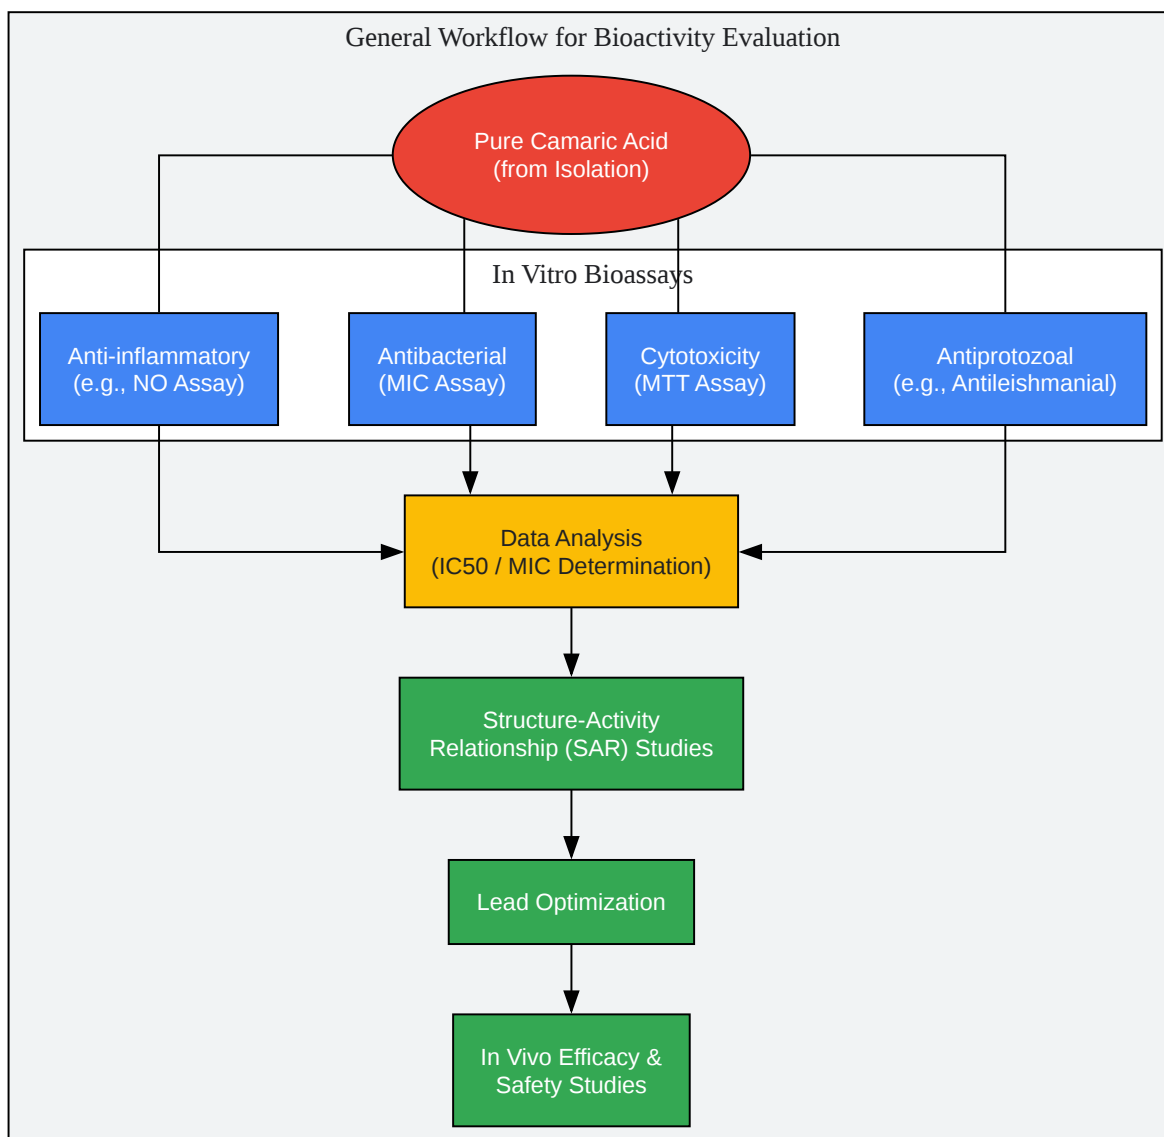 General Workflow for Bioactivity Evaluation
Pure Camaric Acid
(from Isolation)
In Vitro Bioassays
Anti-inflammatory
(e.g., NO Assay)
Antibacterial
(MIC Assay)
Cytotoxicity
(MTT Assay)
Antiprotozoal
(e.g., Antileishmanial)
Data Analysis
(IC50 / MIC Determination)
Structure-Activity
Relationship (SAR) Studies
Lead Optimization
In Vivo Efficacy &
Safety Studies